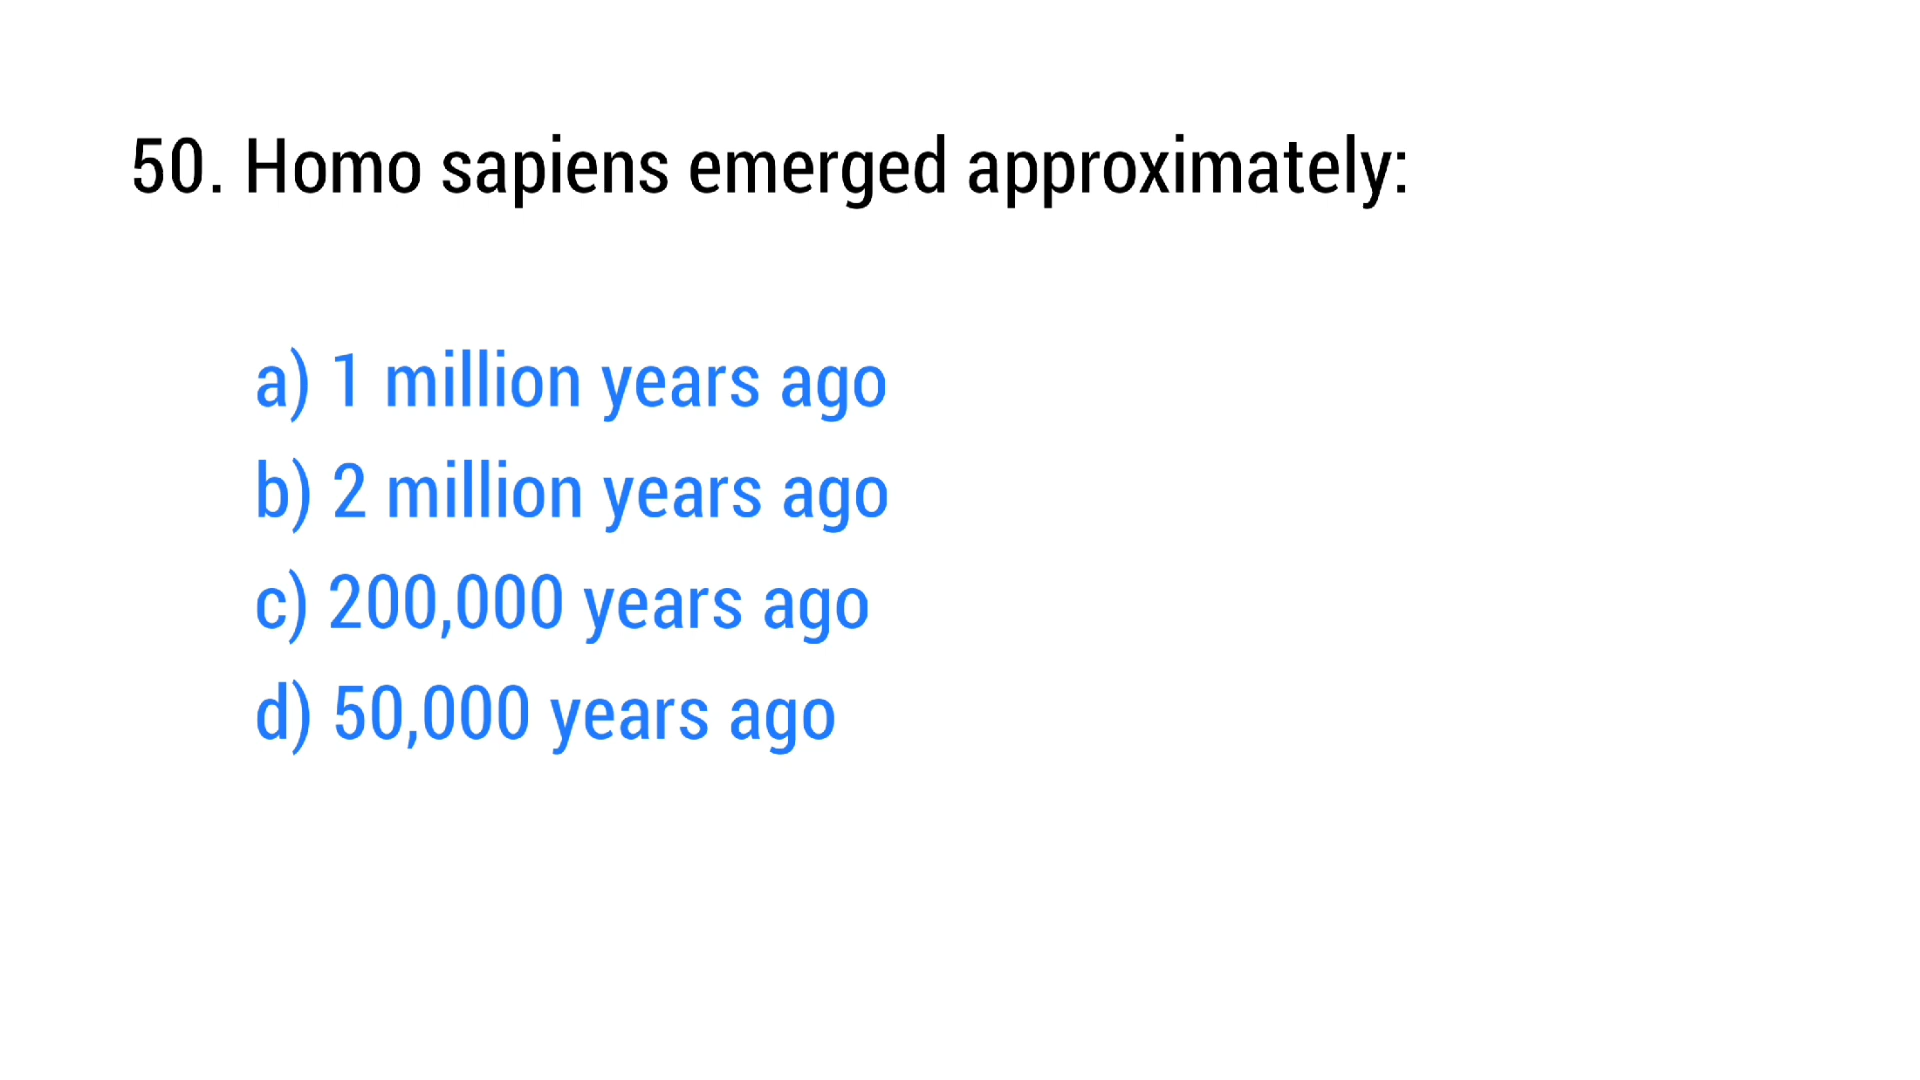 50. Homo sapiens emerged approximately:
a) 1 million years ago
b) 2 million years ago
c) 200,000 years ago
d) 50,000 years ago